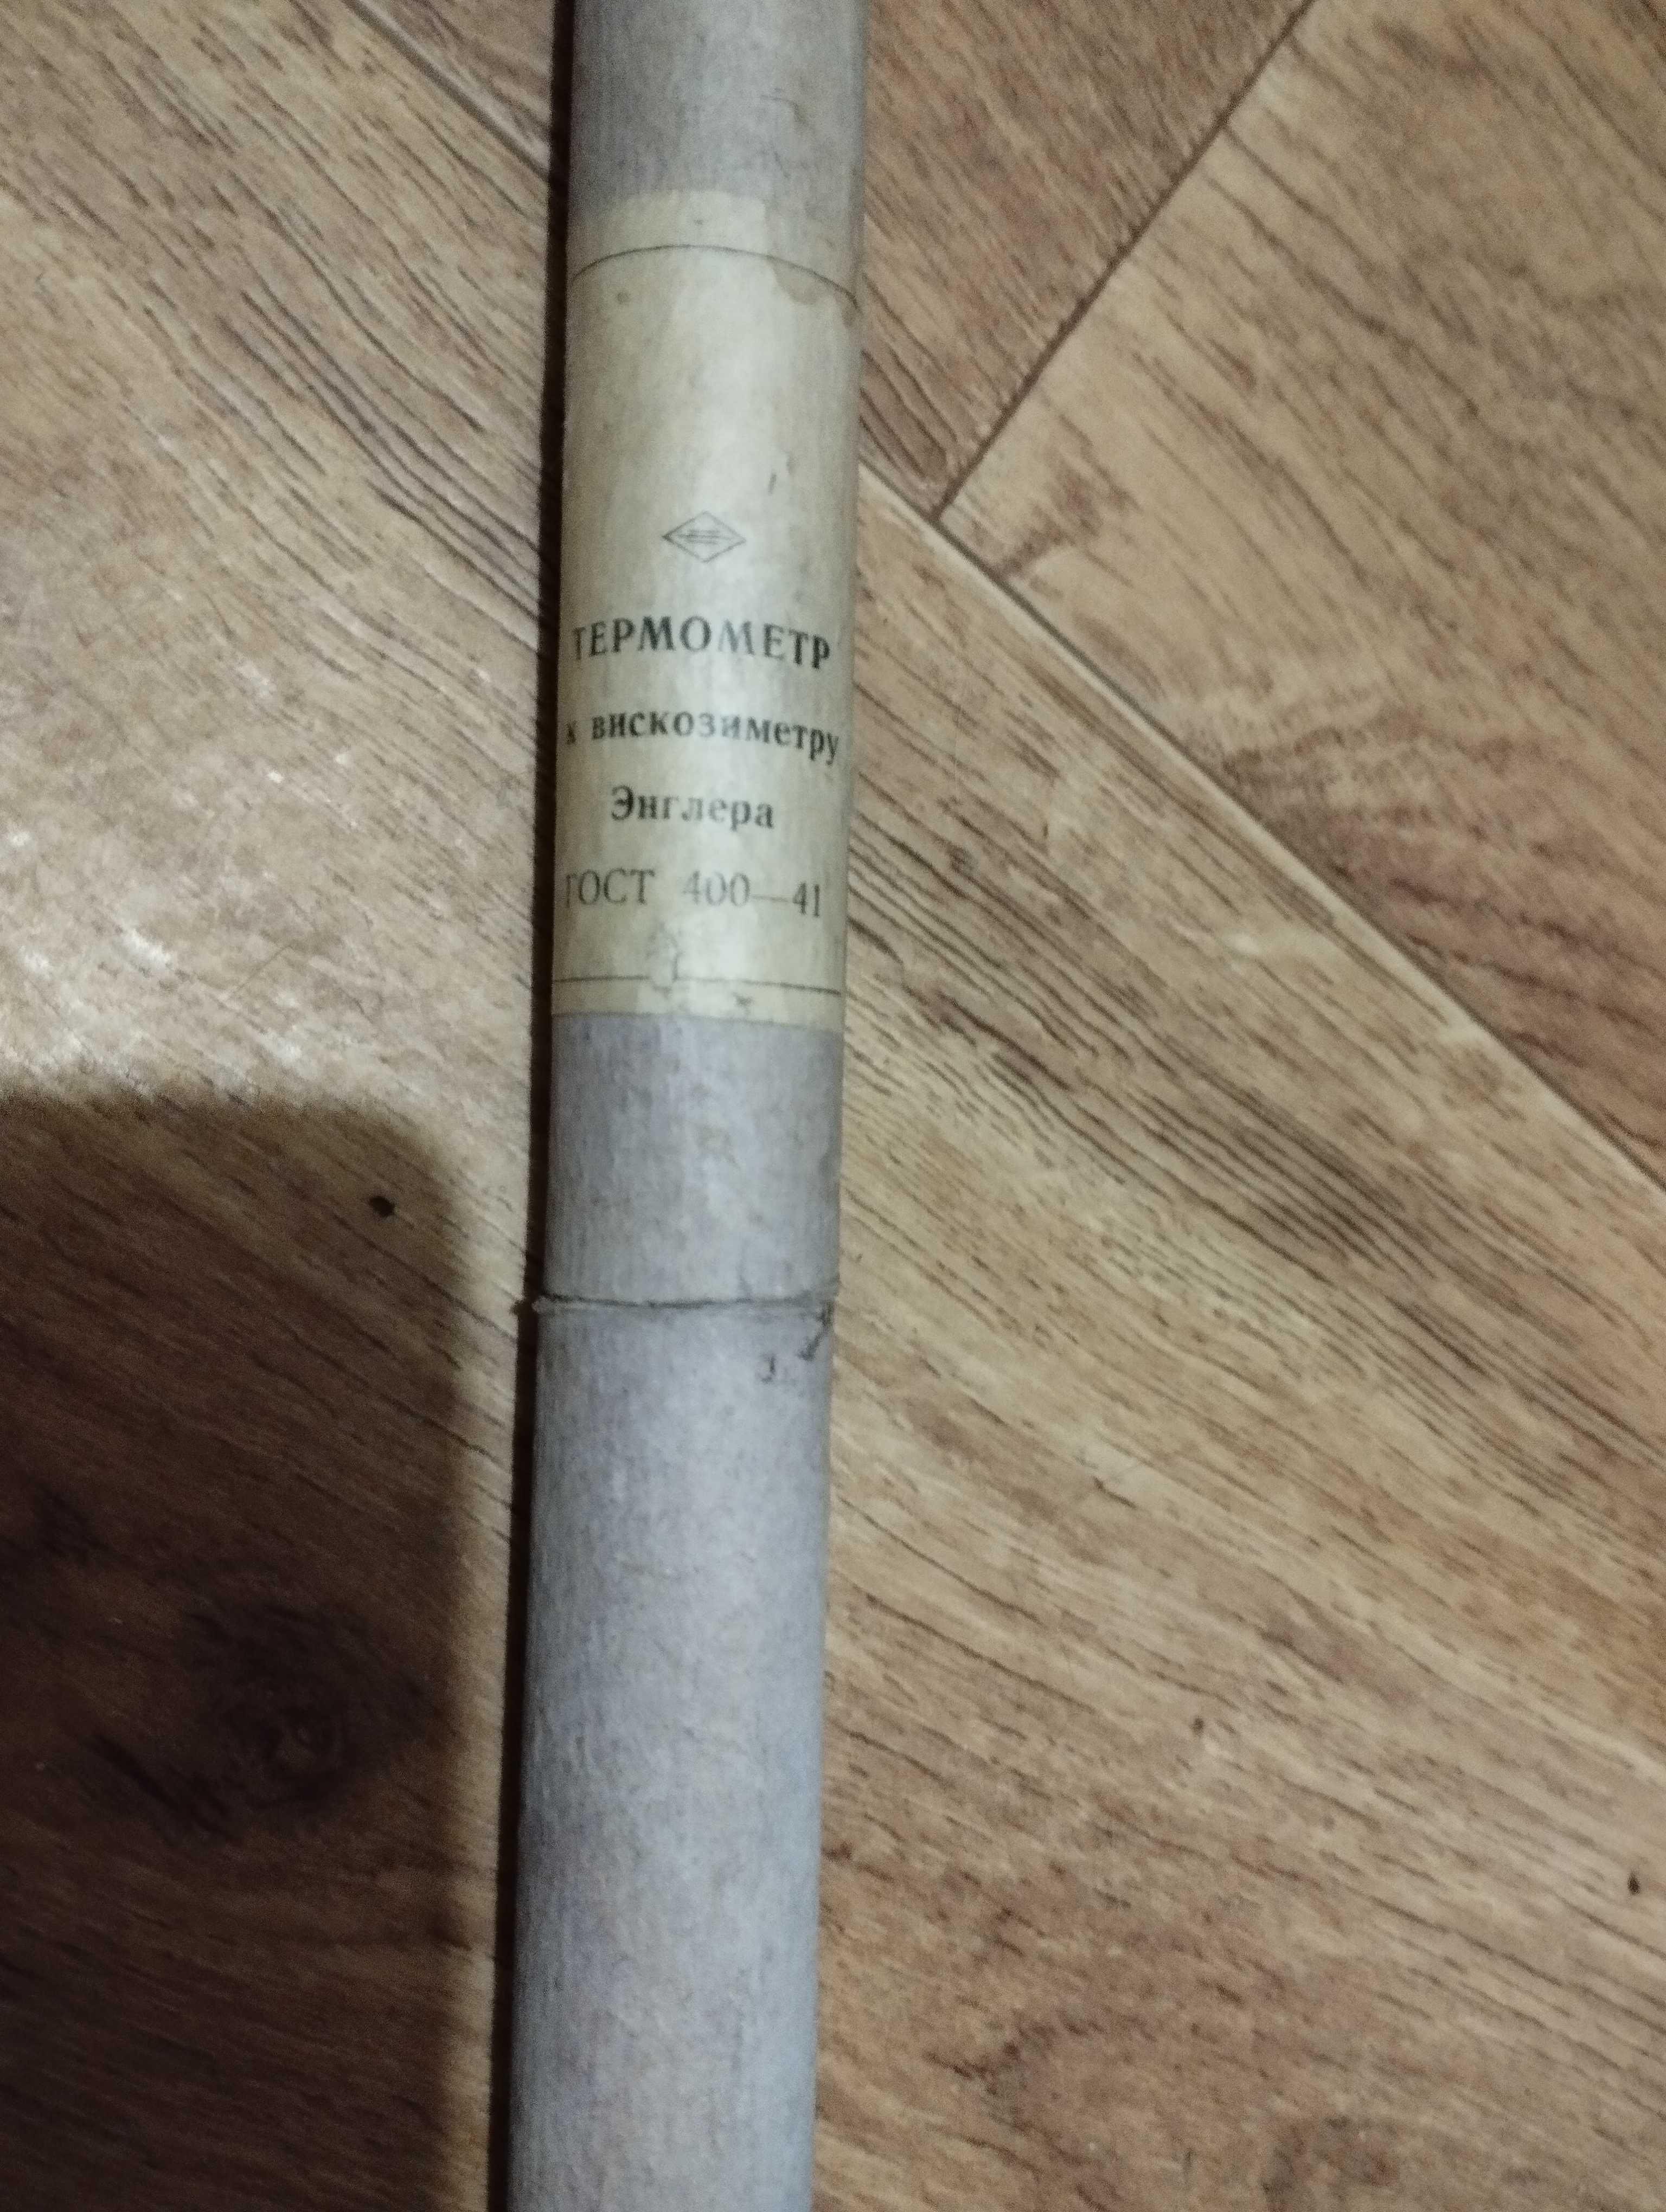 ТЕРМОМЕТР
к вискозиметру
Энглера
ГОСТ 400—41